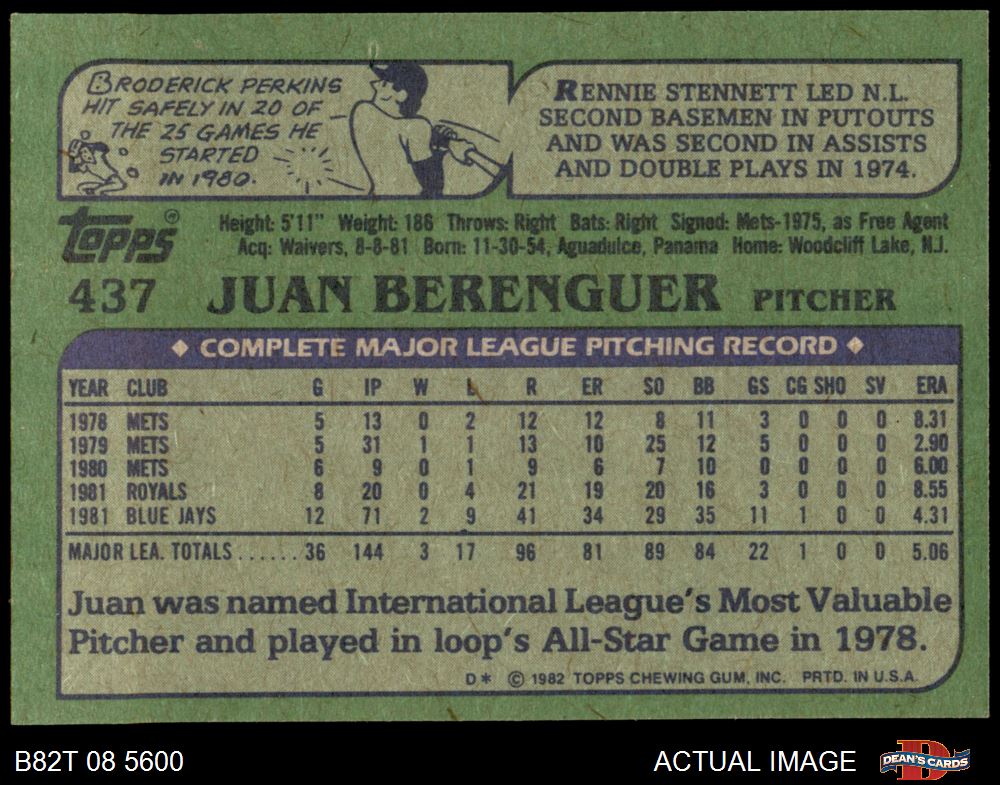 BRODERICK PERKINS
HIT SAFELY IN 20 OF
THE 25 GAMES HE
STARTED
IN 1980.
RENNIE STENNETT LED N.L.
SECOND BASEMEN IN PUTOUTS
AND WAS SECOND IN ASSISTS
AND DOUBLE PLAYS IN 1974.
topps®
Height: 5'11" Weight: 186 Throws: Right Bats: Right Signed: Mets-1975, as Free Agent
Acq: Waivers, 8-8-81 Born: 11-30-54, Aguadulce, Panama Home: Woodcliff Lake, N.J.
437 JUAN BERENGUER PITCHER
◆ COMPLETE MAJOR LEAGUE PITCHING RECORD ◆
YEAR CLUB G IP W L R ER SO BB GS CG SHO SV ERA
1978 METS 5 13 0 2 12 12 8 11 3 0 0 0 8.31
1979 METS 5 31 1 1 13 10 25 12 5 0 0 0 2.90
1980 METS 6 9 0 1 9 6 7 10 0 0 0 0 6.00
1981 ROYALS 8 20 0 4 21 19 20 16 3 0 0 0 8.55
1981 BLUE JAYS 12 71 2 9 41 34 29 35 11 1 0 0 4.31
MAJOR LEA. TOTALS ...... 36 144 3 17 96 81 89 84 22 1 0 0 5.06
Juan was named International League's Most Valuable
Pitcher and played in loop's All-Star Game in 1978.
D* © 1982 TOPPS CHEWING GUM, INC. PRTD. IN U.S.A.
B82T 08 5600 ACTUAL IMAGE DEAN'S CARDS